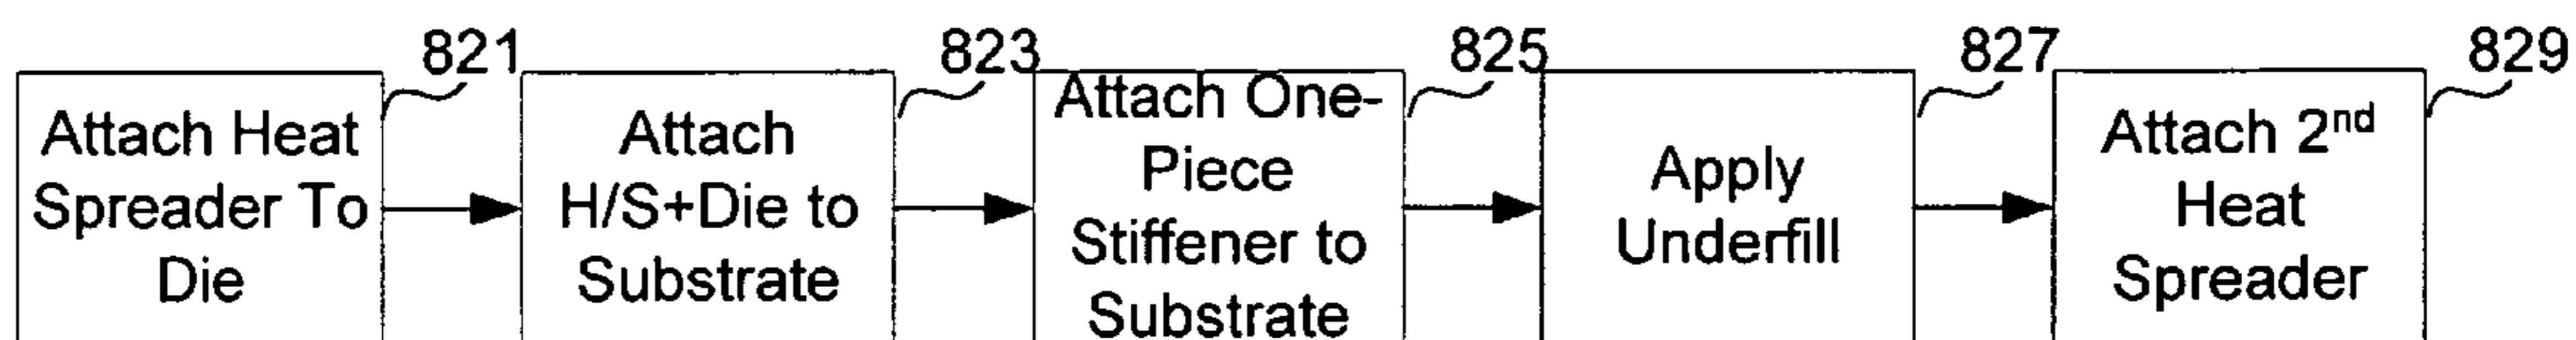 821
Attach Heat
Spreader To
Die
823
Attach
H/S+Die to
Substrate
825
Attach One-
Piece
Stiffener to
Substrate
827
Apply
Underfill
829
Attach 2nd
Heat
Spreader